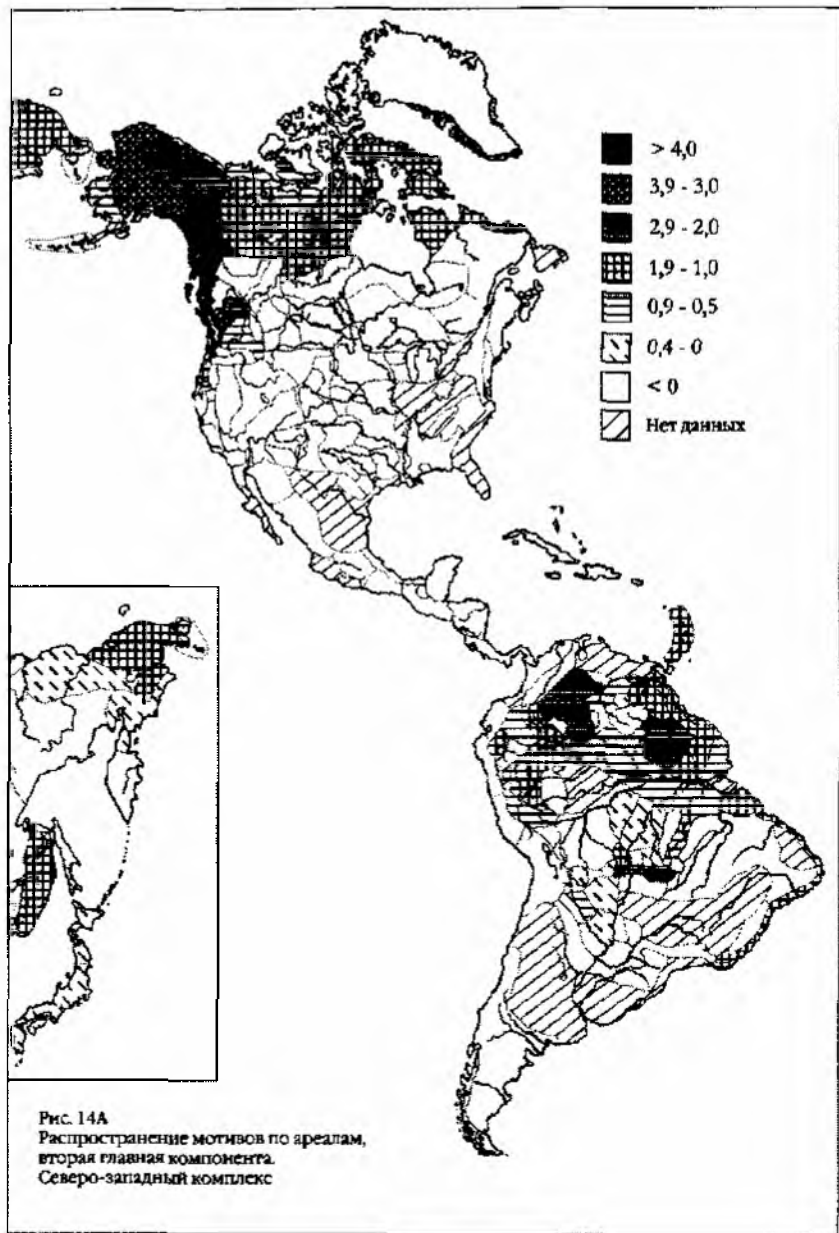 > 4,0
3,9 - 3,0
2,9 - 2,0
1,9 - 1,0
0,9 - 0,5
0,4 - 0
< 0
Нет данных
Рис. 14А
Распространение мотивов по ареалам,
вторая главная компонента.
Северо-западный комплекс